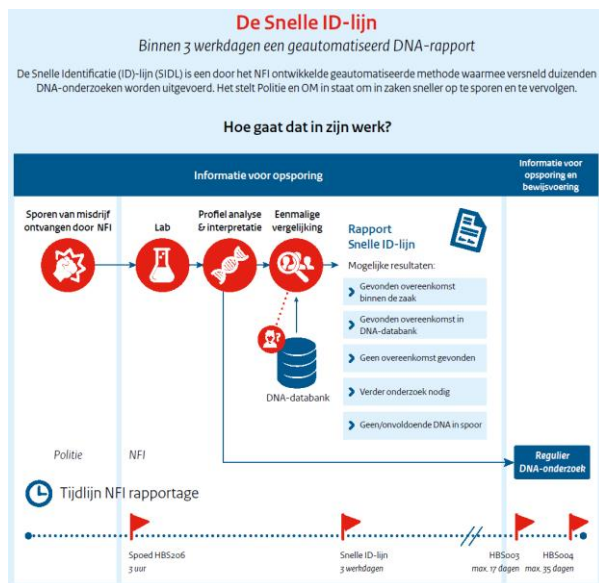 De Snelle ID-lijn
Binnen 3 werkdagen een geautomatiseerd DNA-rapport
De Snelle Identificatie (ID)-lijn (SIDL) is een door het NFI ontwikkelde geautomatiseerde methode waarmee versneld duizenden
DNA-onderzoeken worden uitgevoerd. Het stelt Politie en OM in staat om in zaken sneller op te sporen en te vervolgen.
Hoe gaat dat in zijn werk?
Informatie voor opsporing
Informatie voor
opsporing en
bewijsvoering
Sporen van misdrijf
ontvangen door NFI
Lab
Profiel analyse
& interpretatie
Eenmalige
vergelijking
Rapport
Snelle ID-lijn
Mogelijke resultaten:
Gevonden overeenkomst
binnen de zaak
Gevonden overeenkomst in
DNA-databank
Geen overeenkomst gevonden
Verder onderzoek nodig
Geen/onvoldoende DNA in spoor
?
DNA-databank
Politie
NFI
Regulier
DNA-onderzoek
Tijdlijn NFI rapportage
Spoed HBS206
3 uur
Snelle ID-lijn
3 werkdagen
HBS003
max. 17 dagen
HBS004
max. 35 dagen